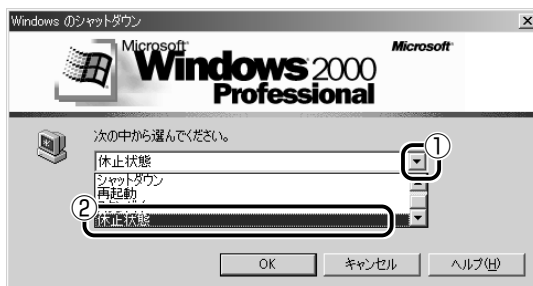 Windows のシャットダウン
Microsoft
Microsoft
Windows 2000
Professional
次の中から選んでください。
①
休止状態
シャットダウン
再起動
②
休止状態
OK
キャンセル
ヘルプ(H)